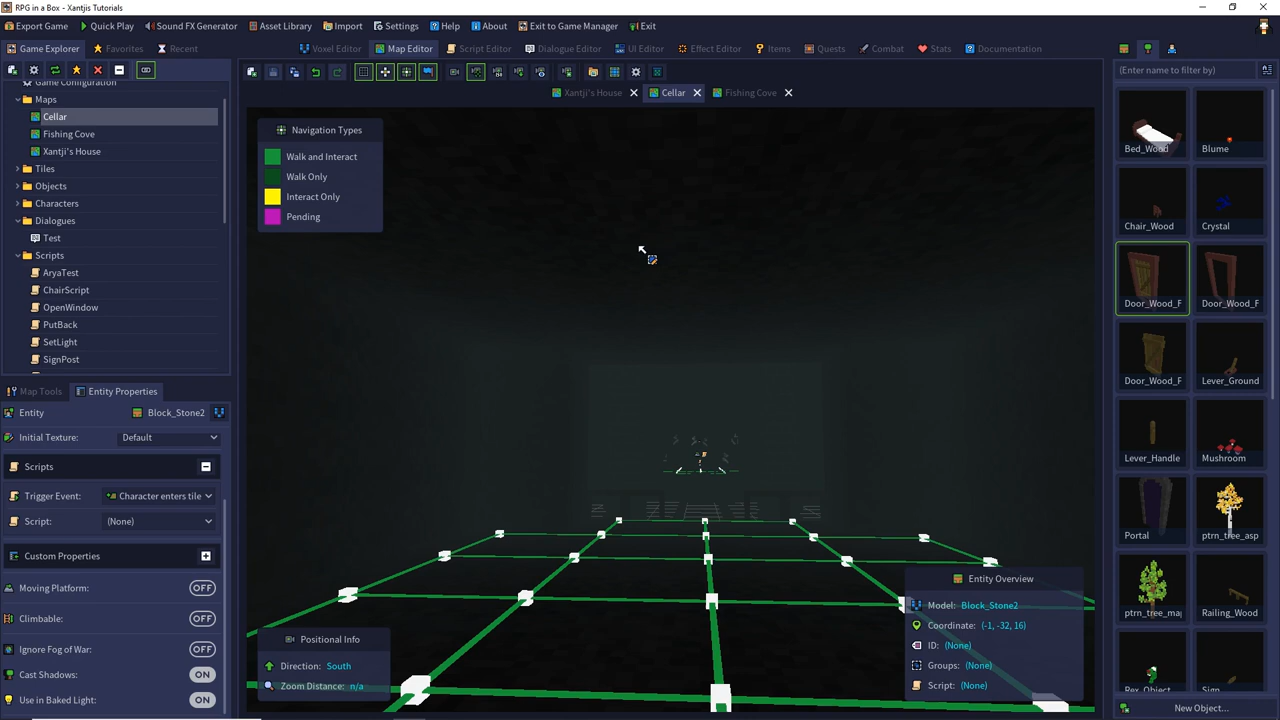 RPG in a Box - Xantjis Tutorials
Export Game Quick Play Sound FX Generator Asset Library Import Settings Help About Exit to Game Manager Exit
Game Explorer Favorites Recent Voxel Editor Map Editor Script Editor Dialogue Editor UI Editor Effect Editor Items Quests Combat Stats Documentation
(Enter name to filter by)
Xantji's House Cellar Fishing Cove
Game Configuration
Maps
Cellar
Fishing Cove
Xantji's House
Tiles
Objects
Characters
Dialogues
Test
Scripts
AryaTest
ChairScript
OpenWindow
PutBack
SetLight
SignPost
Map Tools Entity Properties
Entity Block_Stone2
Initial Texture: Default
Scripts
Trigger Event: Character enters tile
Script: (None)
Custom Properties
Moving Platform: OFF
Climbable: OFF
Ignore Fog of War: OFF
Cast Shadows: ON
Use in Baked Light: ON
Navigation Types
Walk and Interact
Walk Only
Interact Only
Pending
Positional Info
Direction: South
Zoom Distance: n/a
Entity Overview
Model: Block_Stone2
Coordinate: (-1, -32, 16)
ID: (None)
Groups: (None)
Script: (None)
Bed_Wood Blume
Chair_Wood Crystal
Door_Wood_F Door_Wood_F
Door_Wood_F Lever_Ground
Lever_Handle Mushroom
Portal ptrn_tree_asp
ptrn_tree_ma Railing_Wood
Rex_Object Sign
New Object...